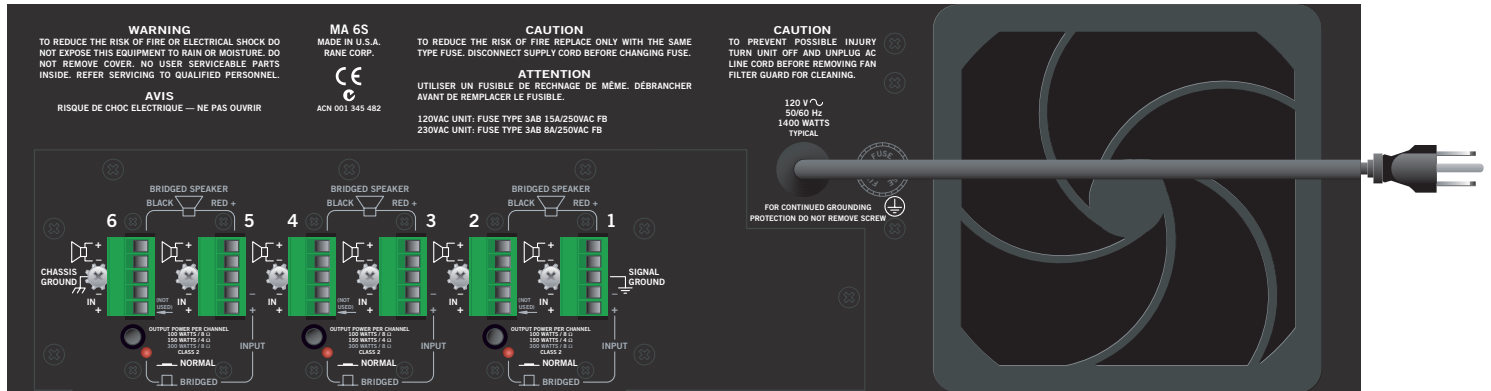 WARNING
TO REDUCE THE RISK OF FIRE OR ELECTRICAL SHOCK DO
NOT EXPOSE THIS EQUIPMENT TO RAIN OR MOISTURE. DO
NOT REMOVE COVER. NO USER SERVICEABLE PARTS
INSIDE. REFER SERVICING TO QUALIFIED PERSONNEL.
AVIS
RISQUE DE CHOC ELECTRIQUE — NE PAS OUVRIR
MA 6S
MADE IN U.S.A.
RANE CORP.
CE
ACN 001 345 482
CAUTION
TO REDUCE THE RISK OF FIRE REPLACE ONLY WITH THE SAME
TYPE FUSE. DISCONNECT SUPPLY CORD BEFORE CHANGING FUSE.
ATTENTION
UTILISER UN FUSIBLE DE RECHNAGE DE MÊME. DÉBRANCHER
AVANT DE REMPLACER LE FUSIBLE.
120VAC UNIT: FUSE TYPE 3AB 15A/250VAC FB
230VAC UNIT: FUSE TYPE 3AB 8A/250VAC FB
CAUTION
TO PREVENT POSSIBLE INJURY
TURN UNIT OFF AND UNPLUG AC
LINE CORD BEFORE REMOVING FAN
FILTER GUARD FOR CLEANING.
120 V
50/60 Hz
1400 WATTS
TYPICAL
FUSE
FOR CONTINUED GROUNDING
PROTECTION DO NOT REMOVE SCREW
BRIDGED SPEAKER
BLACK RED +
6 5
BRIDGED SPEAKER
BLACK RED +
4 3
BRIDGED SPEAKER
BLACK RED +
2 1
+ + + + + +
– – – – – –
CHASSIS
GROUND
SIGNAL
GROUND
– – – – – –
IN IN IN IN IN IN
+ + + + + +
(NOT
USED)
– +
(NOT
USED)
– +
(NOT
USED)
– +
OUTPUT POWER PER CHANNEL
100 WATTS / 8 Ω
150 WATTS / 4 Ω
300 WATTS / 8 Ω
CLASS 2
INPUT
NORMAL
BRIDGED
OUTPUT POWER PER CHANNEL
100 WATTS / 8 Ω
150 WATTS / 4 Ω
300 WATTS / 8 Ω
CLASS 2
INPUT
NORMAL
BRIDGED
OUTPUT POWER PER CHANNEL
100 WATTS / 8 Ω
150 WATTS / 4 Ω
300 WATTS / 8 Ω
CLASS 2
INPUT
NORMAL
BRIDGED